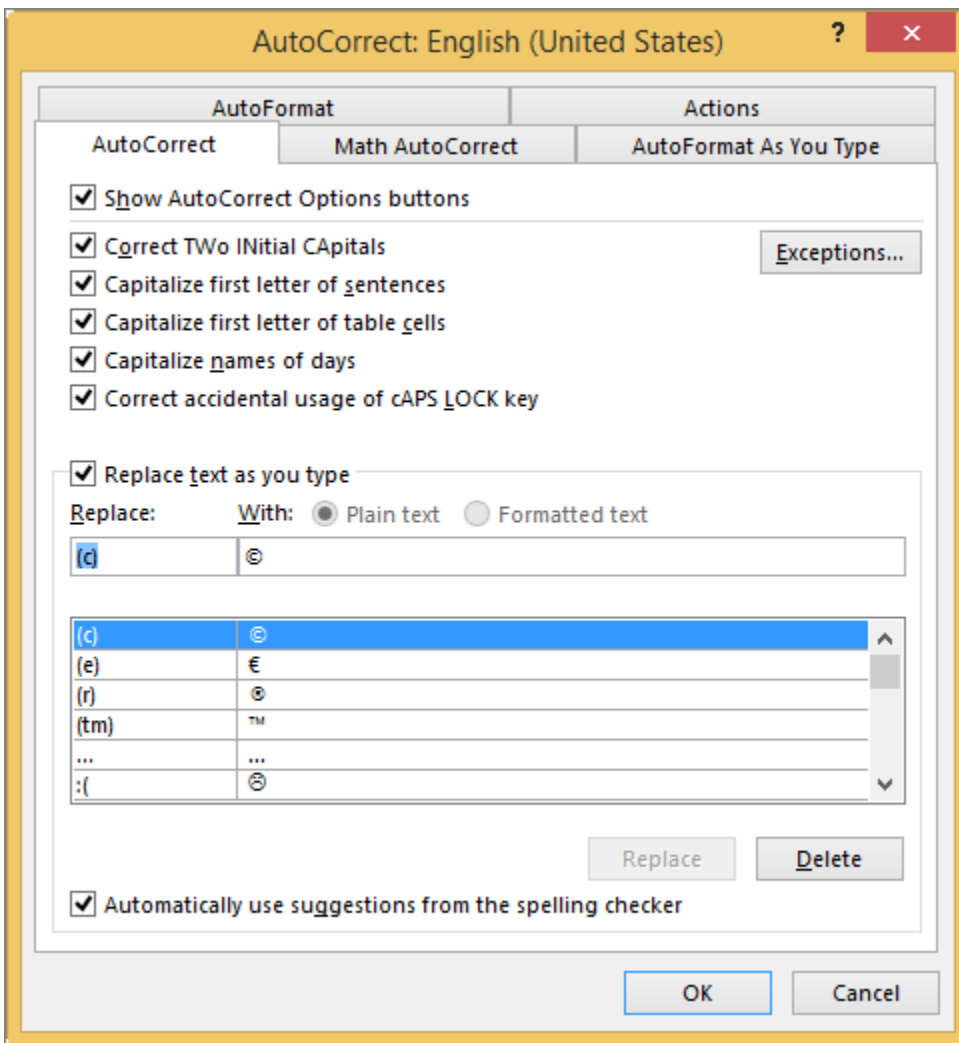 AutoCorrect: English (United States) ? ×
AutoFormat Actions
AutoCorrect Math AutoCorrect AutoFormat As You Type
Show AutoCorrect Options buttons
Correct TWo INitial CApitals Exceptions...
Capitalize first letter of sentences
Capitalize first letter of table cells
Capitalize names of days
Correct accidental usage of cAPS LOCK key
Replace text as you type
Replace: With: Plain text Formatted text
(c) ©
(c) ©
(e) €
(r) ®
(tm) ™
... ...
:( ☹
Replace Delete
Automatically use suggestions from the spelling checker
OK Cancel